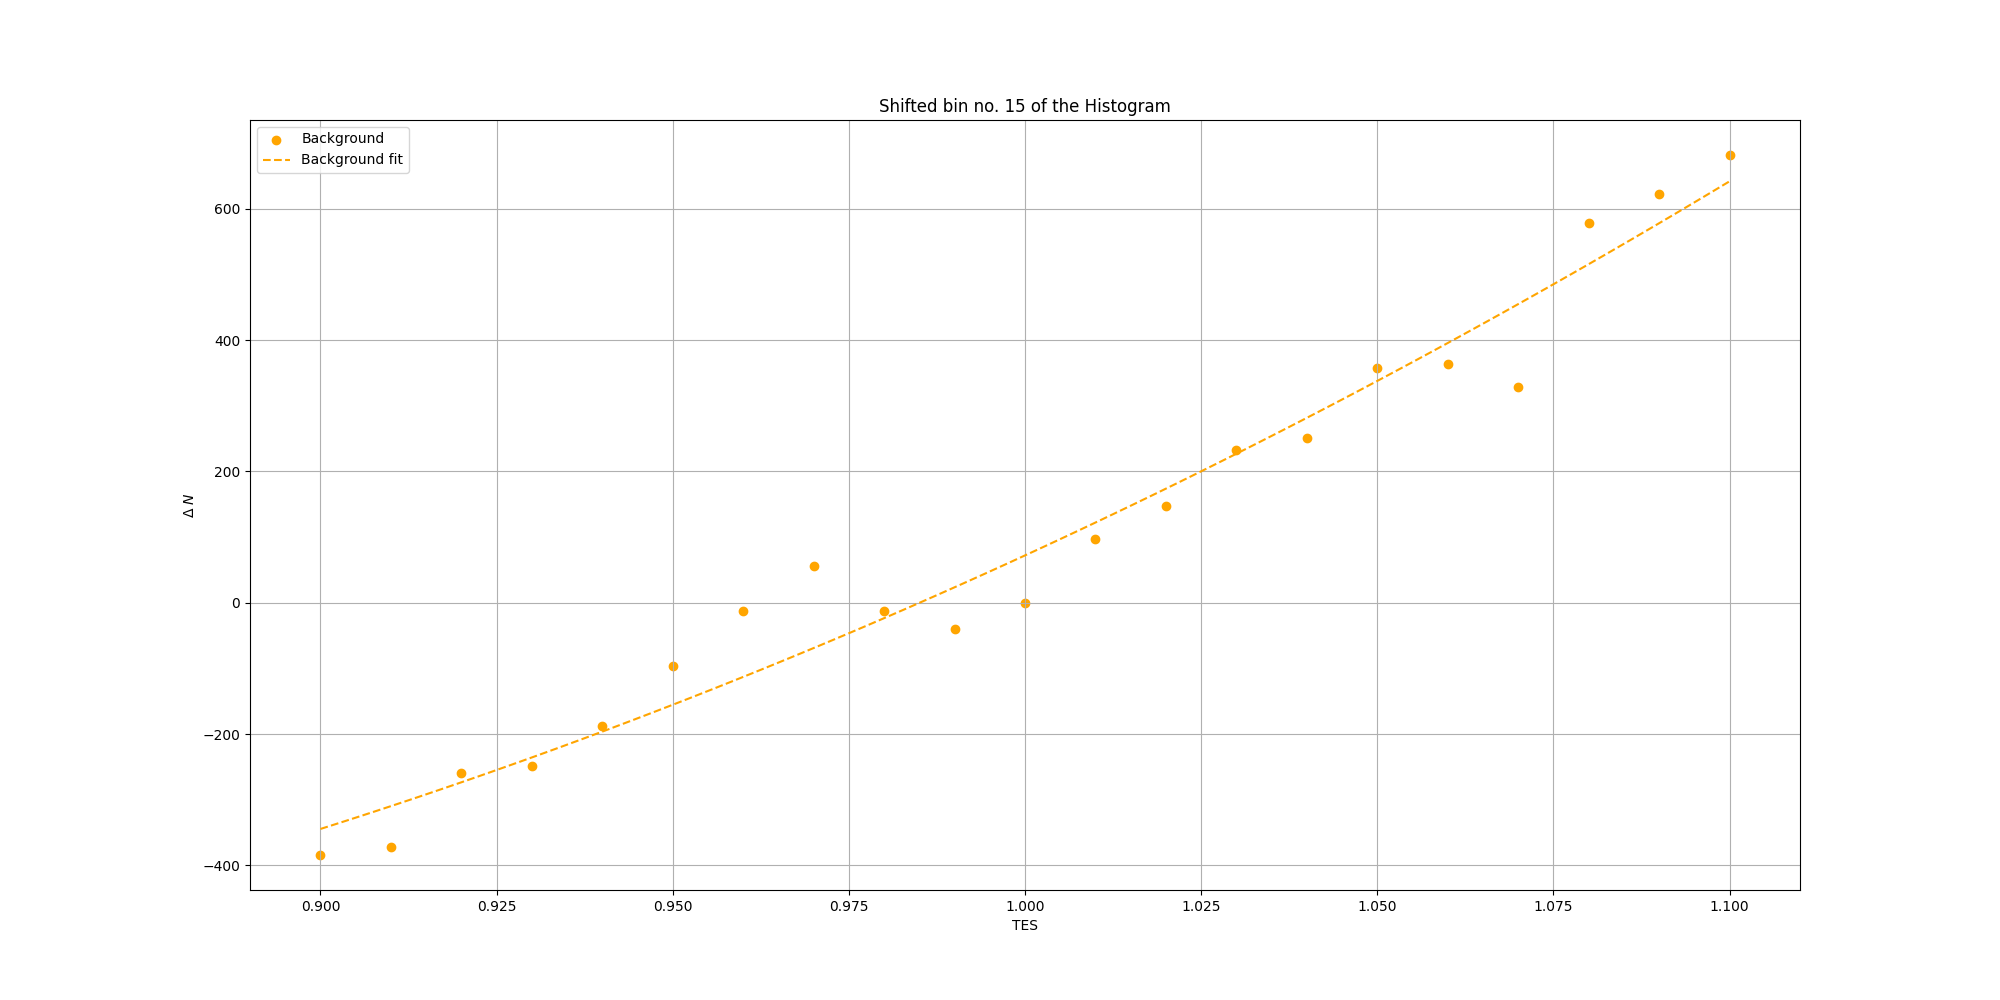 Shifted bin no. 15 of the Histogram
Background
Background fit
600
400
200
0
−200
−400
Δ N
0.900 0.925 0.950 0.975 1.000 1.025 1.050 1.075 1.100
TES